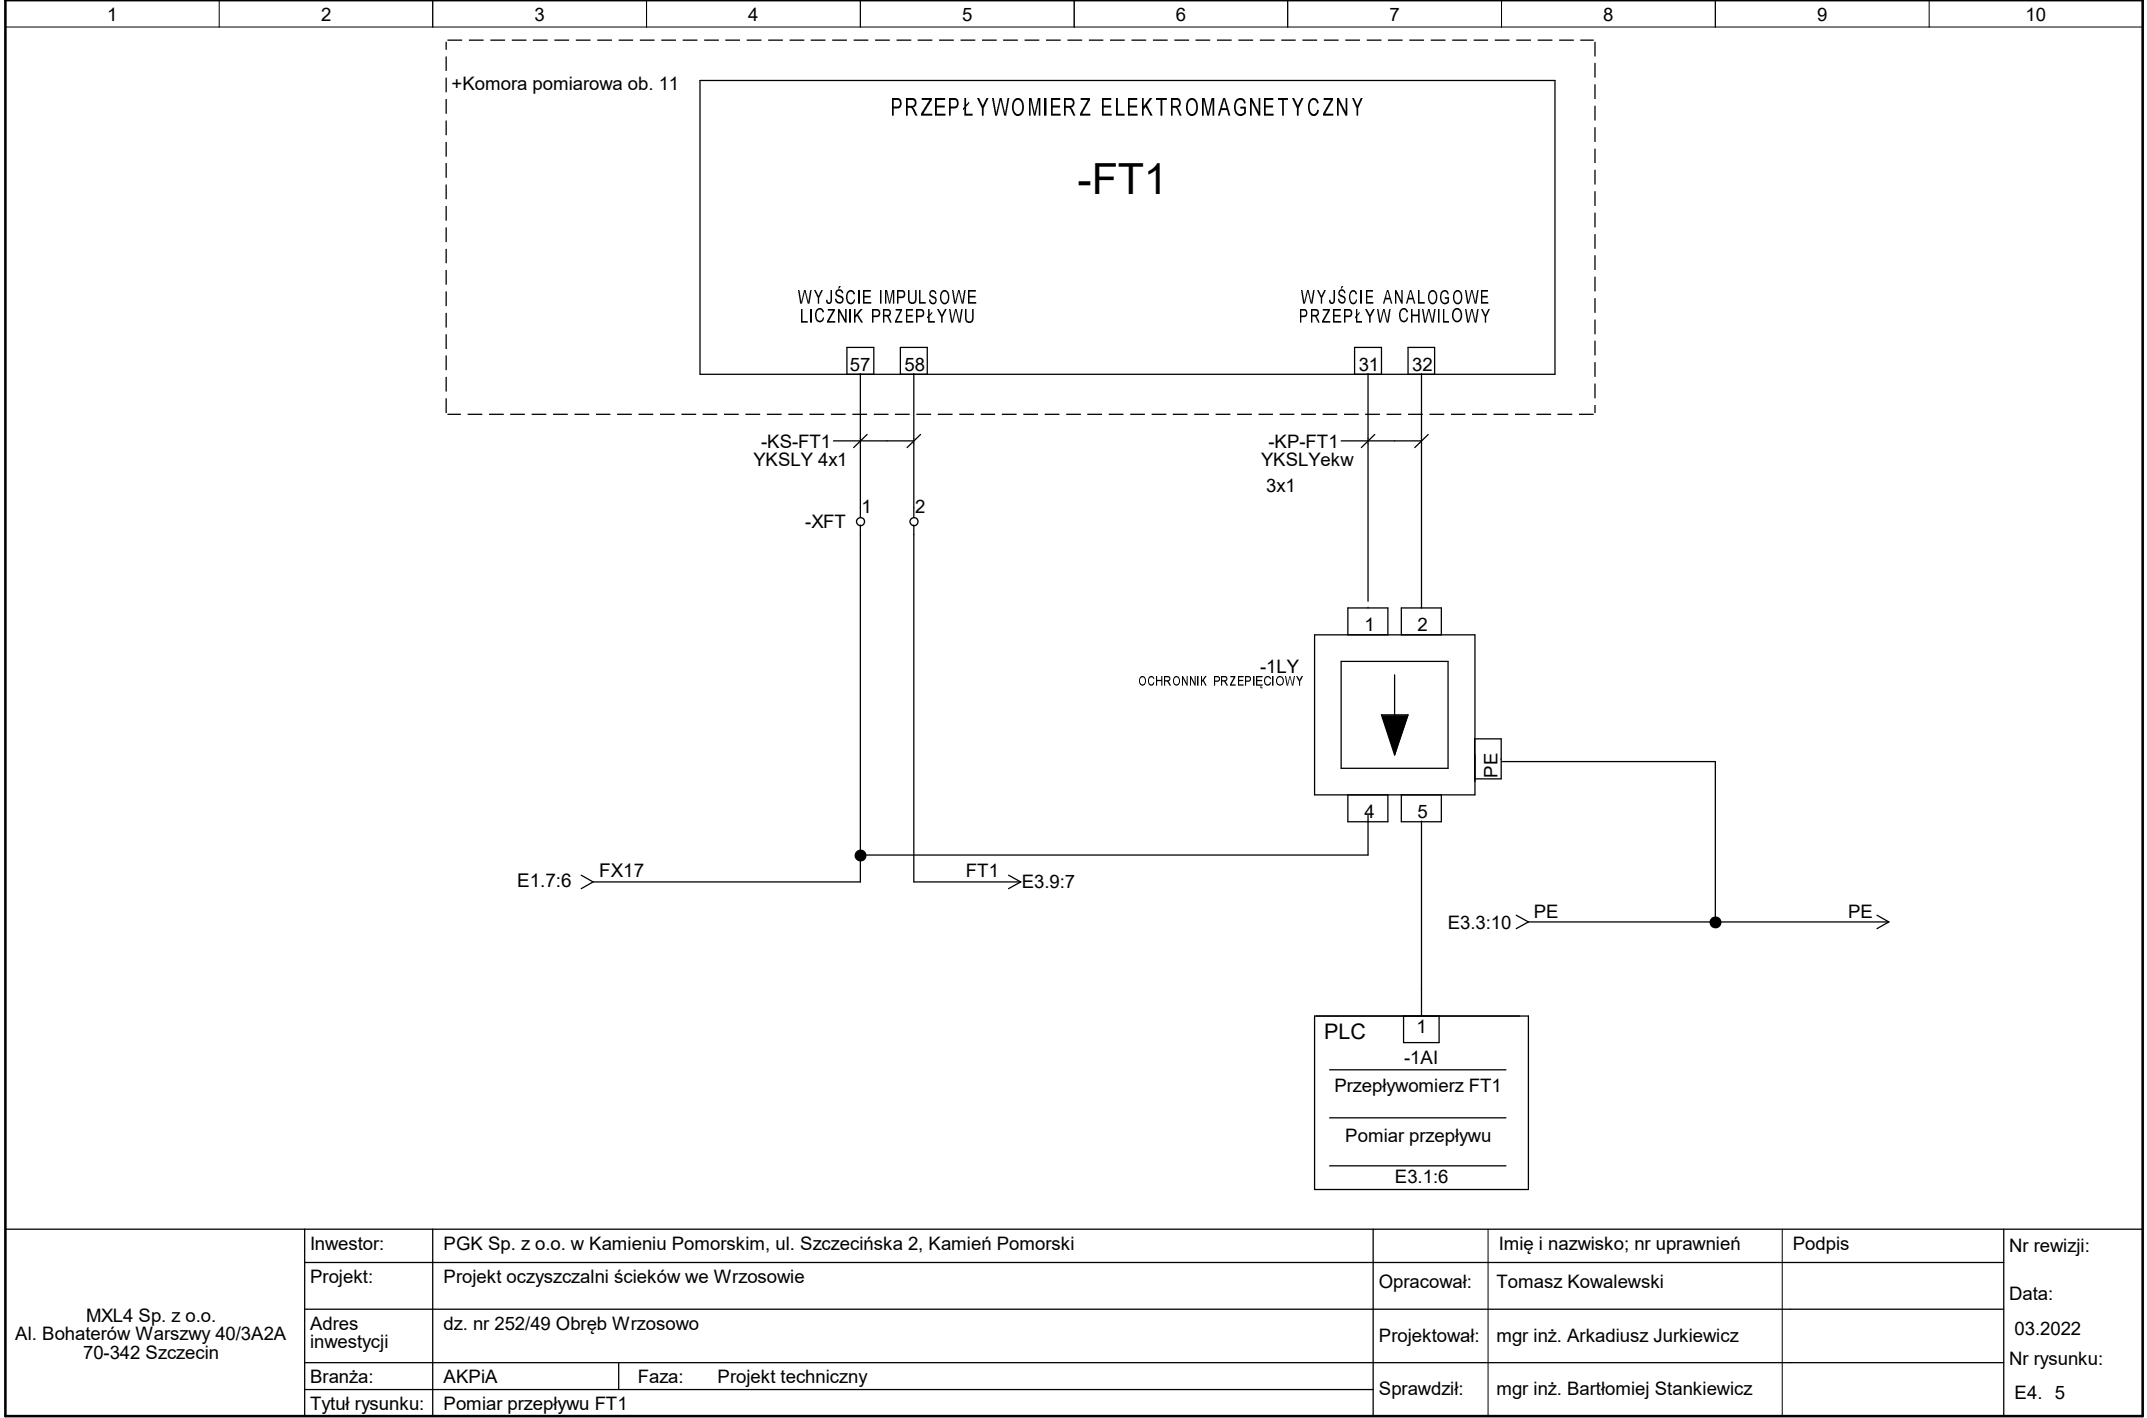 1 2 3 4 5 6 7 8 9 10
+Komora pomiarowa ob. 11
PRZEPŁYWOMIERZ ELEKTROMAGNETYCZNY
-FT1
WYJŚCIE IMPULSOWE
LICZNIK PRZEPŁYWU
WYJŚCIE ANALOGOWE
PRZEPŁYW CHWILOWY
57 58 31 32
-KS-FT1
YKSLY 4x1
-KP-FT1
YKSLYekw
3x1
1 2
-XFT
1 2
-1LY
OCHRONNIK PRZEPIĘCIOWY
PE
4 5
E1.7:6 FX17 FT1 E3.9:7
E3.3:10 PE PE
PLC 1
-1AI
Przepływomierz FT1
Pomiar przepływu
E3.1:6
MXL4 Sp. z o.o.
Al. Bohaterów Warszwy 40/3A2A
70-342 Szczecin
Inwestor: PGK Sp. z o.o. w Kamieniu Pomorskim, ul. Szczecińska 2, Kamień Pomorski
Projekt: Projekt oczyszczalni ścieków we Wrzosowie
Adres
inwestycji
dz. nr 252/49 Obręb Wrzosowo
Branża: AKPiA Faza: Projekt techniczny
Tytuł rysunku: Pomiar przepływu FT1
Imię i nazwisko; nr uprawnień Podpis
Opracował: Tomasz Kowalewski
Projektował: mgr inż. Arkadiusz Jurkiewicz
Sprawdził: mgr inż. Bartłomiej Stankiewicz
Nr rewizji:
Data:
03.2022
Nr rysunku:
E4. 5